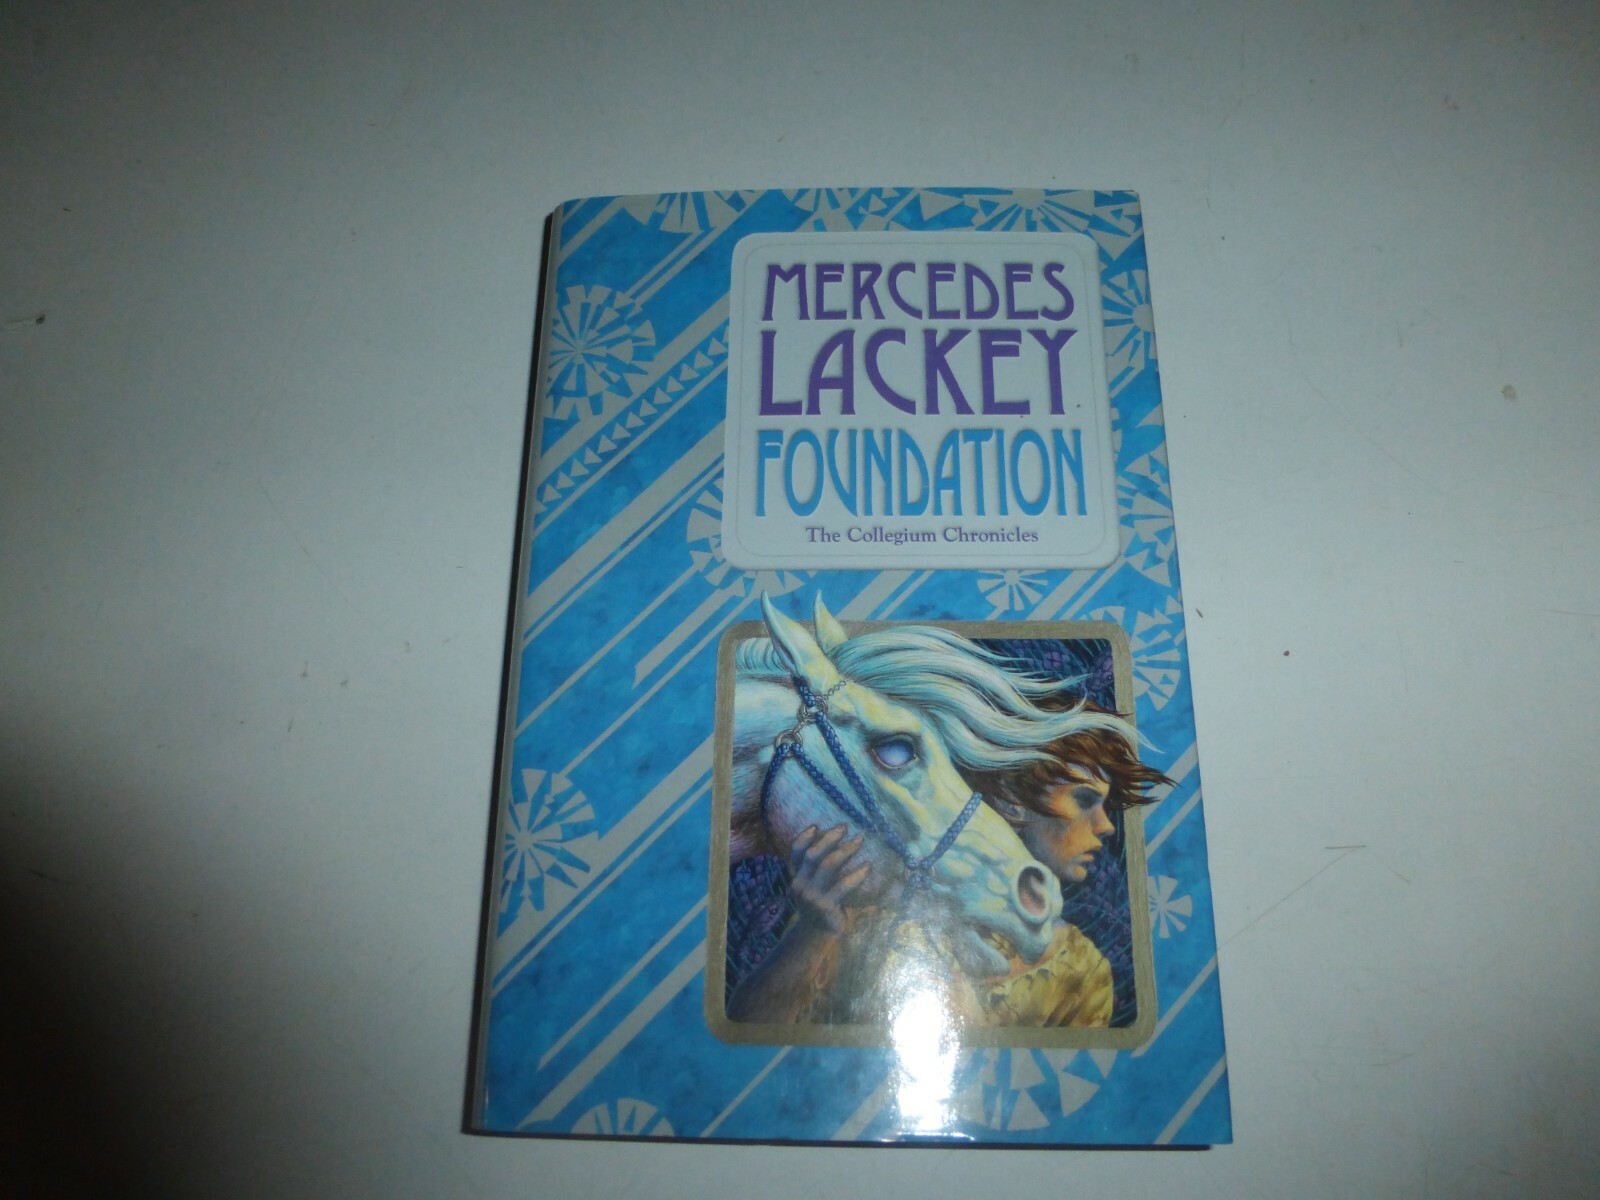 MERCEDES
LACKEY
FOUNDATION
The Collegium Chronicles